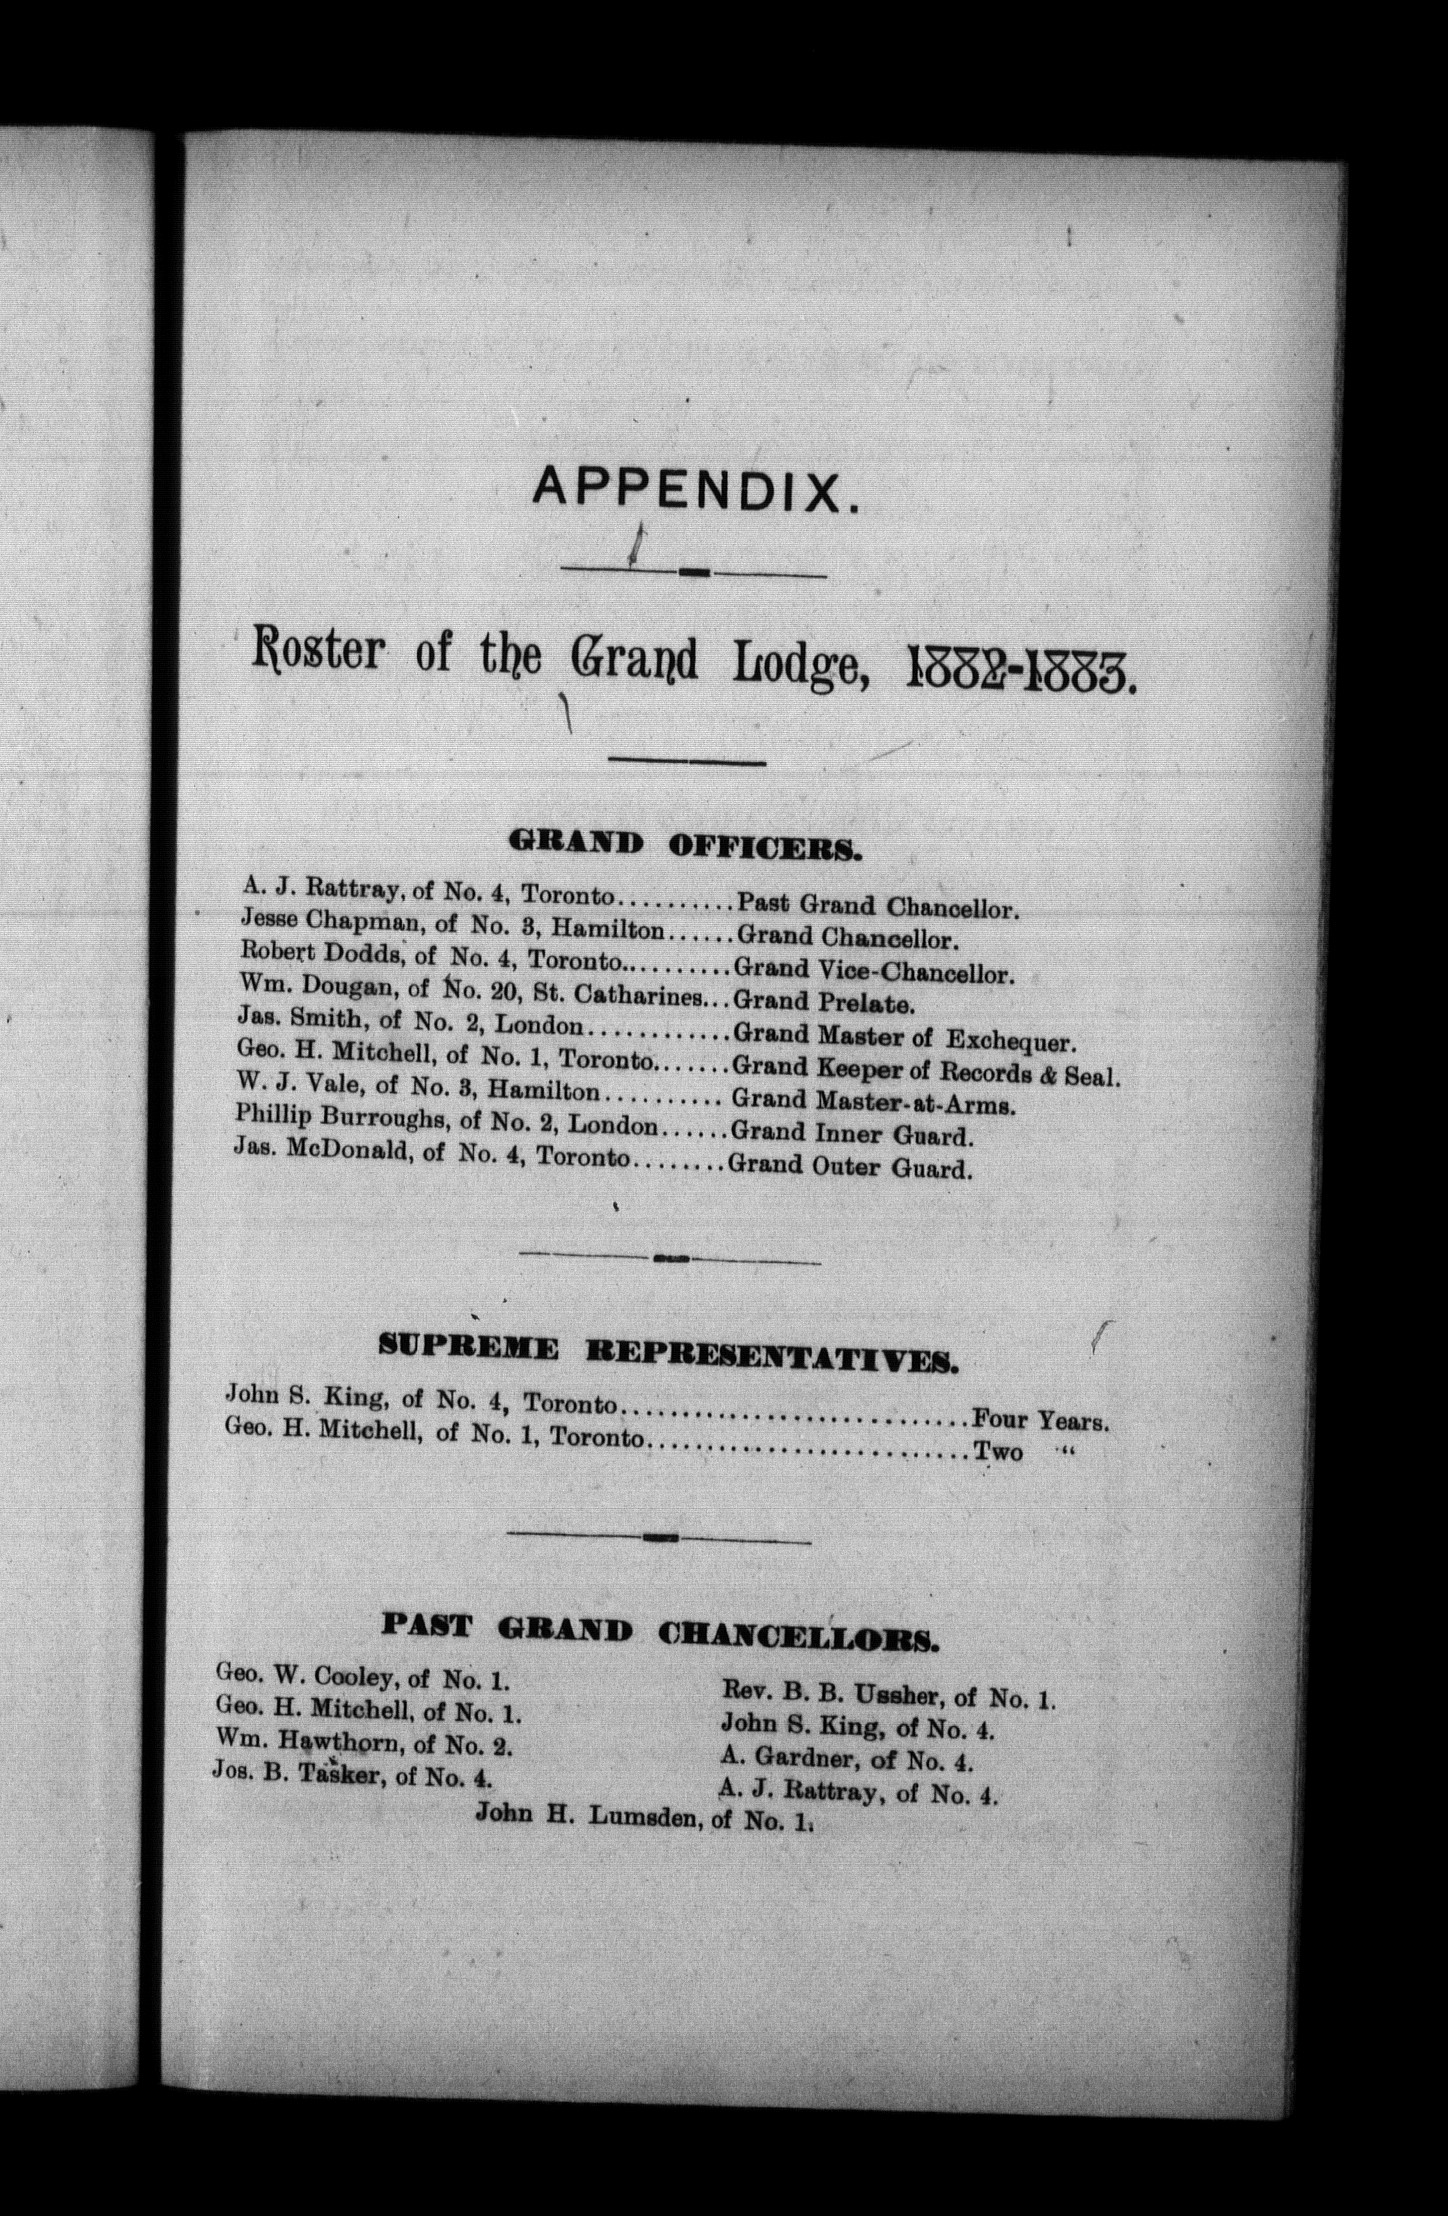 APPENDIX.
Roster of the Grand Lodge, 1882-1883.
GRAND OFFICERS.
A. J. Rattray, of No. 4, Toronto..........Past Grand Chancellor.
Jesse Chapman, of No. 3, Hamilton......Grand Chancellor.
Robert Dodds, of No. 4, Toronto..........Grand Vice-Chancellor.
Wm. Dougan, of No. 20, St. Catharines...Grand Prelate.
Jas. Smith, of No. 2, London............Grand Master of Exchequer.
Geo. H. Mitchell, of No. 1, Toronto.......Grand Keeper of Records & Seal.
W. J. Vale, of No. 3, Hamilton.......... Grand Master-at-Arms.
Phillip Burroughs, of No. 2, London......Grand Inner Guard.
Jas. McDonald, of No. 4, Toronto........Grand Outer Guard.
SUPREME REPRESENTATIVES.
John S. King, of No. 4, Toronto.............................Four Years.
Geo. H. Mitchell, of No. 1, Toronto...........................Two “
PAST GRAND CHANCELLORS.
Geo. W. Cooley, of No. 1.
Geo. H. Mitchell, of No. 1.
Wm. Hawthorn, of No. 2.
Jos. B. Tasker, of No. 4.
Rev. B. B. Ussher, of No. 1.
John S. King, of No. 4.
A. Gardner, of No. 4.
A. J. Rattray, of No. 4.
John H. Lumsden, of No. 1.